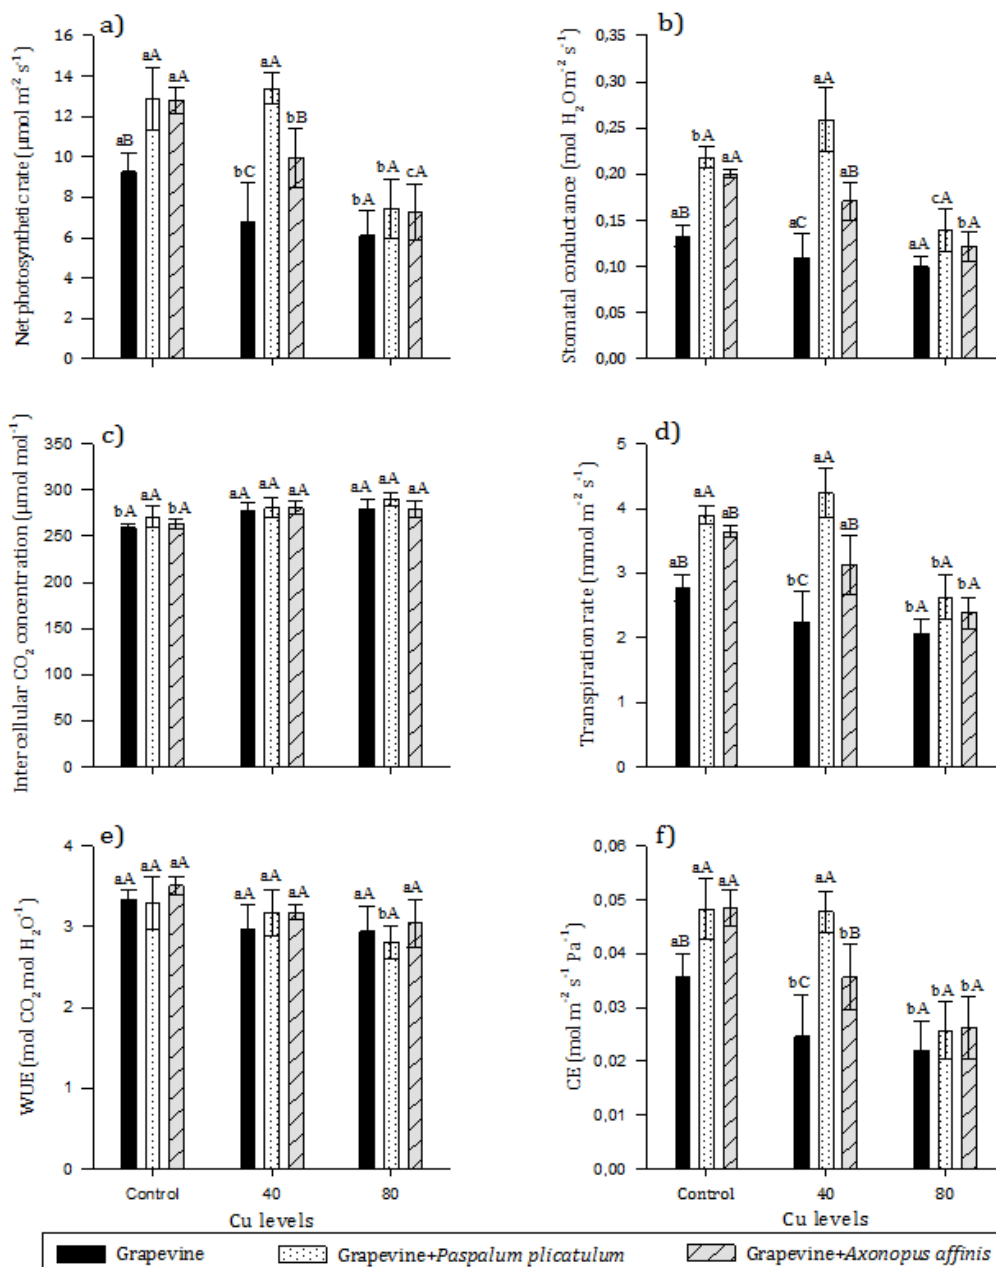 a)
Net photosynthetic rate (μmol m⁻² s⁻¹)
16
14
12
10
8
6
4
2
0
aB aA aA
bC aA bB
bA bA cA
b)
Stomatal conductance (mol H₂O m⁻² s⁻¹)
0,35
0,30
0,25
0,20
0,15
0,10
0,05
0,00
aB bA aA
aC aA aB
aA cA bA
c)
Intercellular CO₂ concentration (μmol mol⁻¹)
350
300
250
200
150
100
50
0
bA aA bA
aA aA aA
aA aA aA
d)
Transpiration rate (mmol m⁻² s⁻¹)
5
4
3
2
1
0
aB aA aB
bC aA aB
bA bA bA
e)
WUE (mol CO₂ mol H₂O⁻¹)
4
3
2
1
0
aA aA aA
aA aA aA
aA bA aA
Control 40 80
Cu levels
f)
CE (mol m⁻² s⁻¹ Pa⁻¹)
0,06
0,05
0,04
0,03
0,02
0,01
0,00
aB aA aA
bC aA bB
bA bA bA
Control 40 80
Cu levels
Grapevine Grapevine+Paspalum plicatulum Grapevine+Axonopus affinis